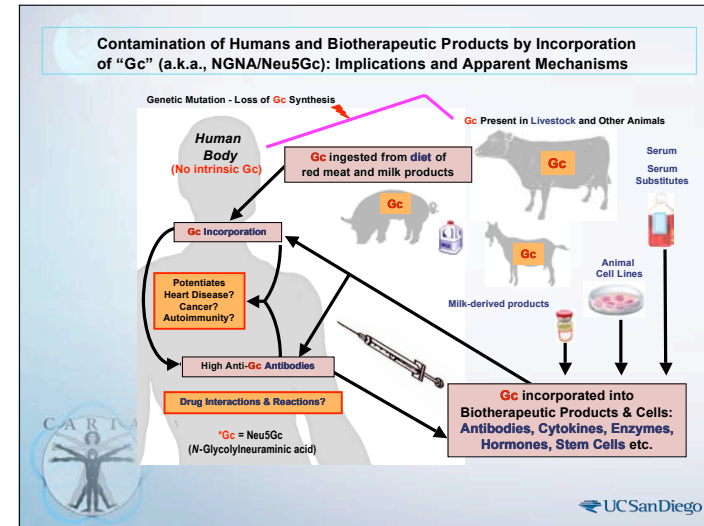 Contamination of Humans and Biotherapeutic Products by Incorporation
of “Gc” (a.k.a., NGNA/Neu5Gc): Implications and Apparent Mechanisms
Genetic Mutation - Loss of Gc Synthesis
Gc Present in Livestock and Other Animals
Human
Body
(No intrinsic Gc)
Gc ingested from diet of
red meat and milk products
Gc
Serum
Serum
Substitutes
Gc
Gc Incorporation
Gc
Animal
Cell Lines
Potentiates
Heart Disease?
Cancer?
Autoimmunity?
Milk-derived products
High Anti-Gc Antibodies
Drug Interactions & Reactions?
Gc incorporated into
Biotherapeutic Products & Cells:
Antibodies, Cytokines, Enzymes,
Hormones, Stem Cells etc.
*Gc = Neu5Gc
(N-Glycolylneuraminic acid)
CARTA
UCSanDiego